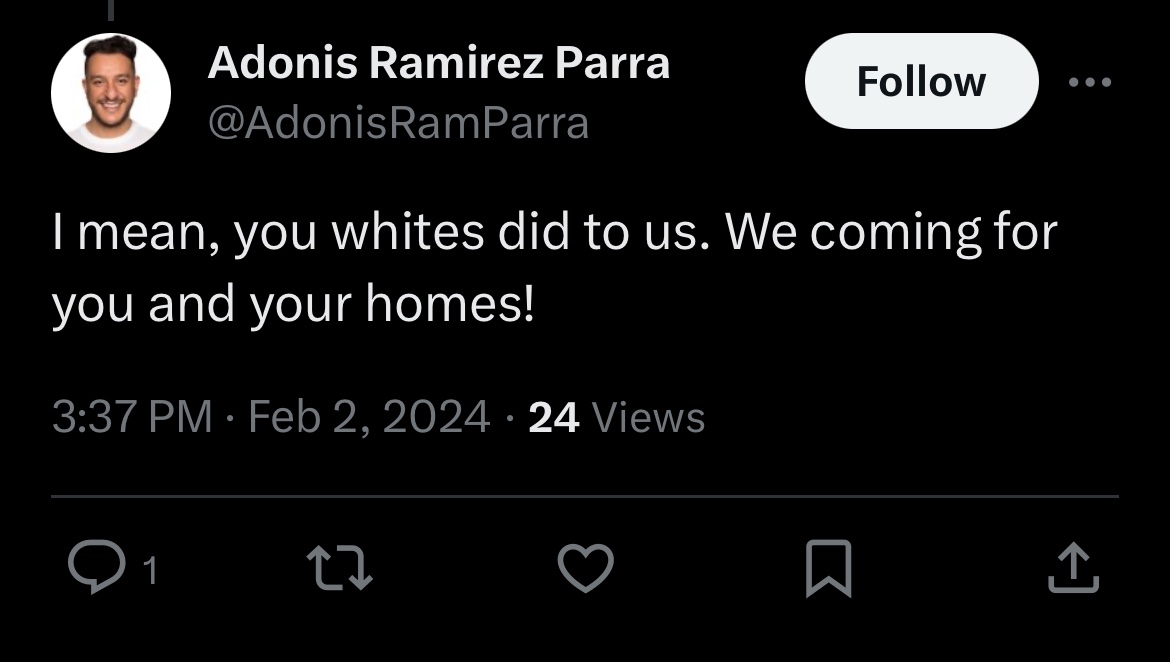 Adonis Ramirez Parra
Follow
@AdonisRamParra
I mean, you whites did to us. We coming for
you and your homes!
3:37 PM · Feb 2, 2024 · 24 Views
1